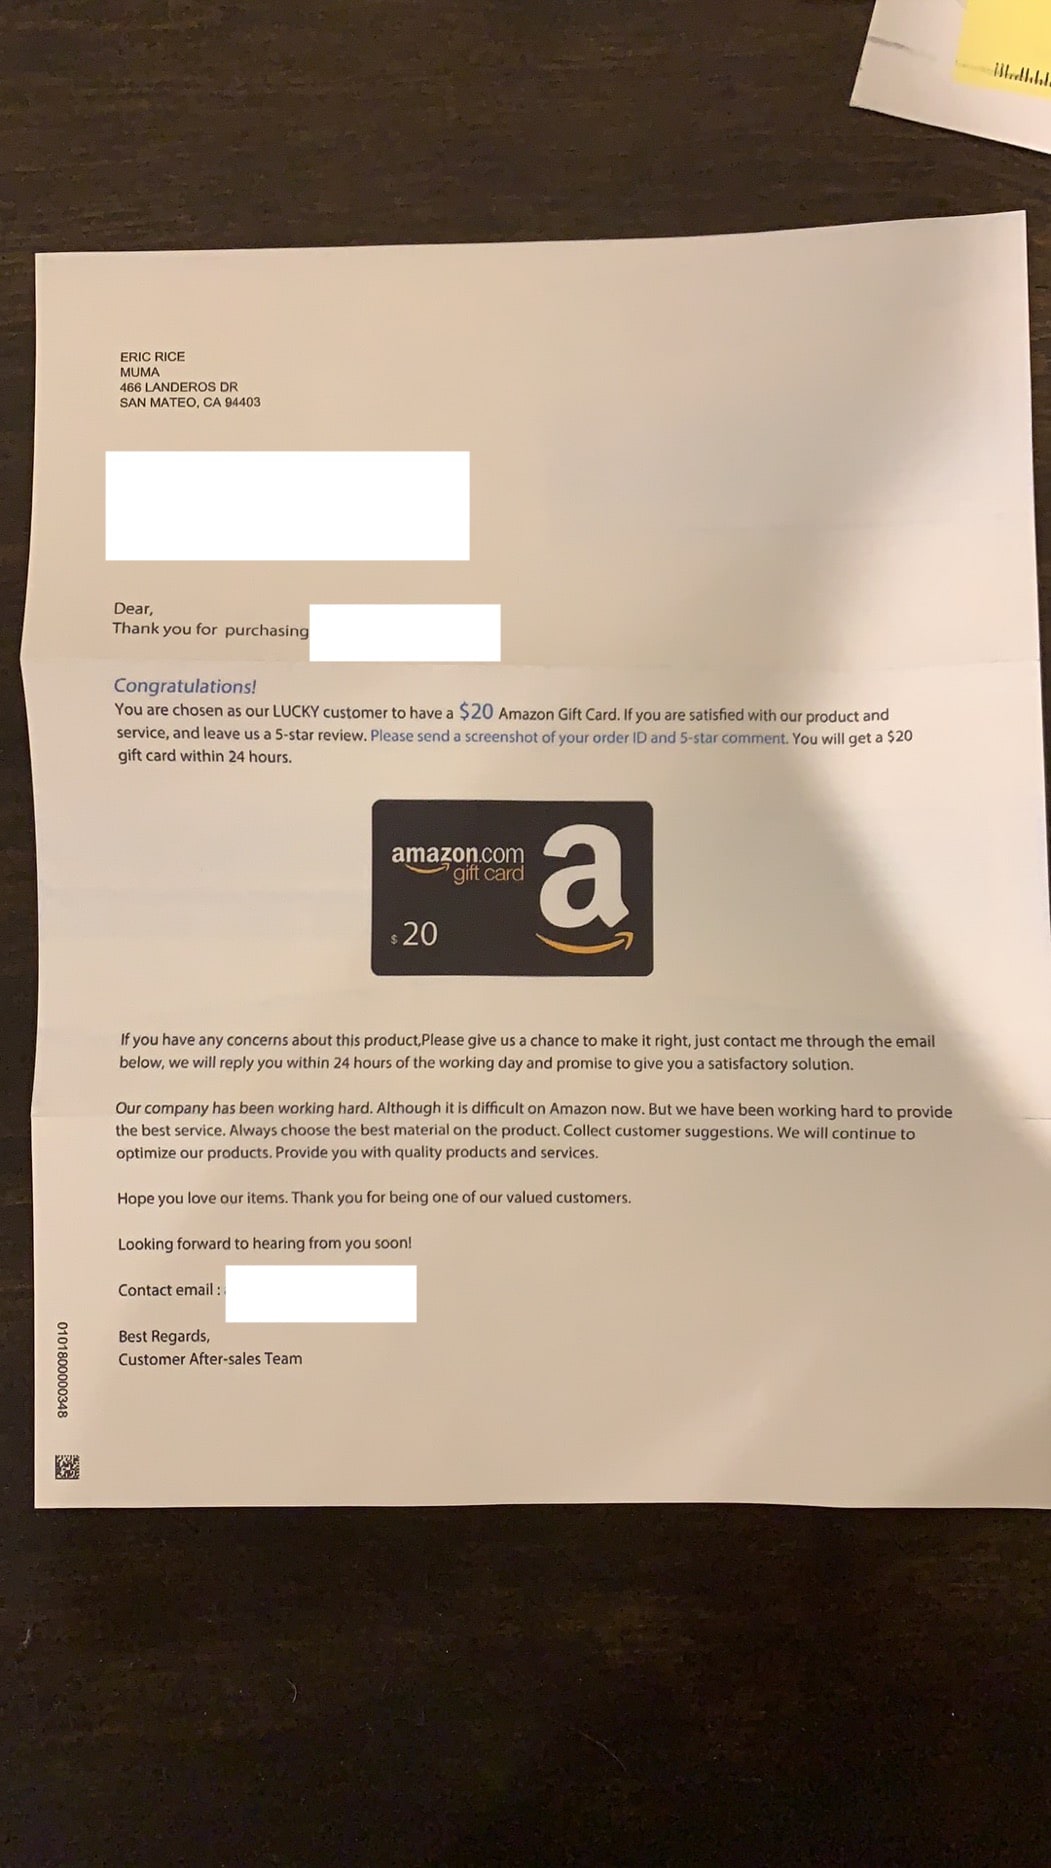 ERIC RICE
MUMA
466 LANDEROS DR
SAN MATEO, CA 94403
Dear,
Thank you for purchasing
Congratulations!
You are chosen as our LUCKY customer to have a $20 Amazon Gift Card. If you are satisfied with our product and
service, and leave us a 5-star review. Please send a screenshot of your order ID and 5-star comment. You will get a $20
gift card within 24 hours.
amazon.com
gift card
$20
a
If you have any concerns about this product,Please give us a chance to make it right, just contact me through the email
below, we will reply you within 24 hours of the working day and promise to give you a satisfactory solution.
Our company has been working hard. Although it is difficult on Amazon now. But we have been working hard to provide
the best service. Always choose the best material on the product. Collect customer suggestions. We will continue to
optimize our products. Provide you with quality products and services.
Hope you love our items. Thank you for being one of our valued customers.
Looking forward to hearing from you soon!
Contact email :
Best Regards,
Customer After-sales Team
0101800000348